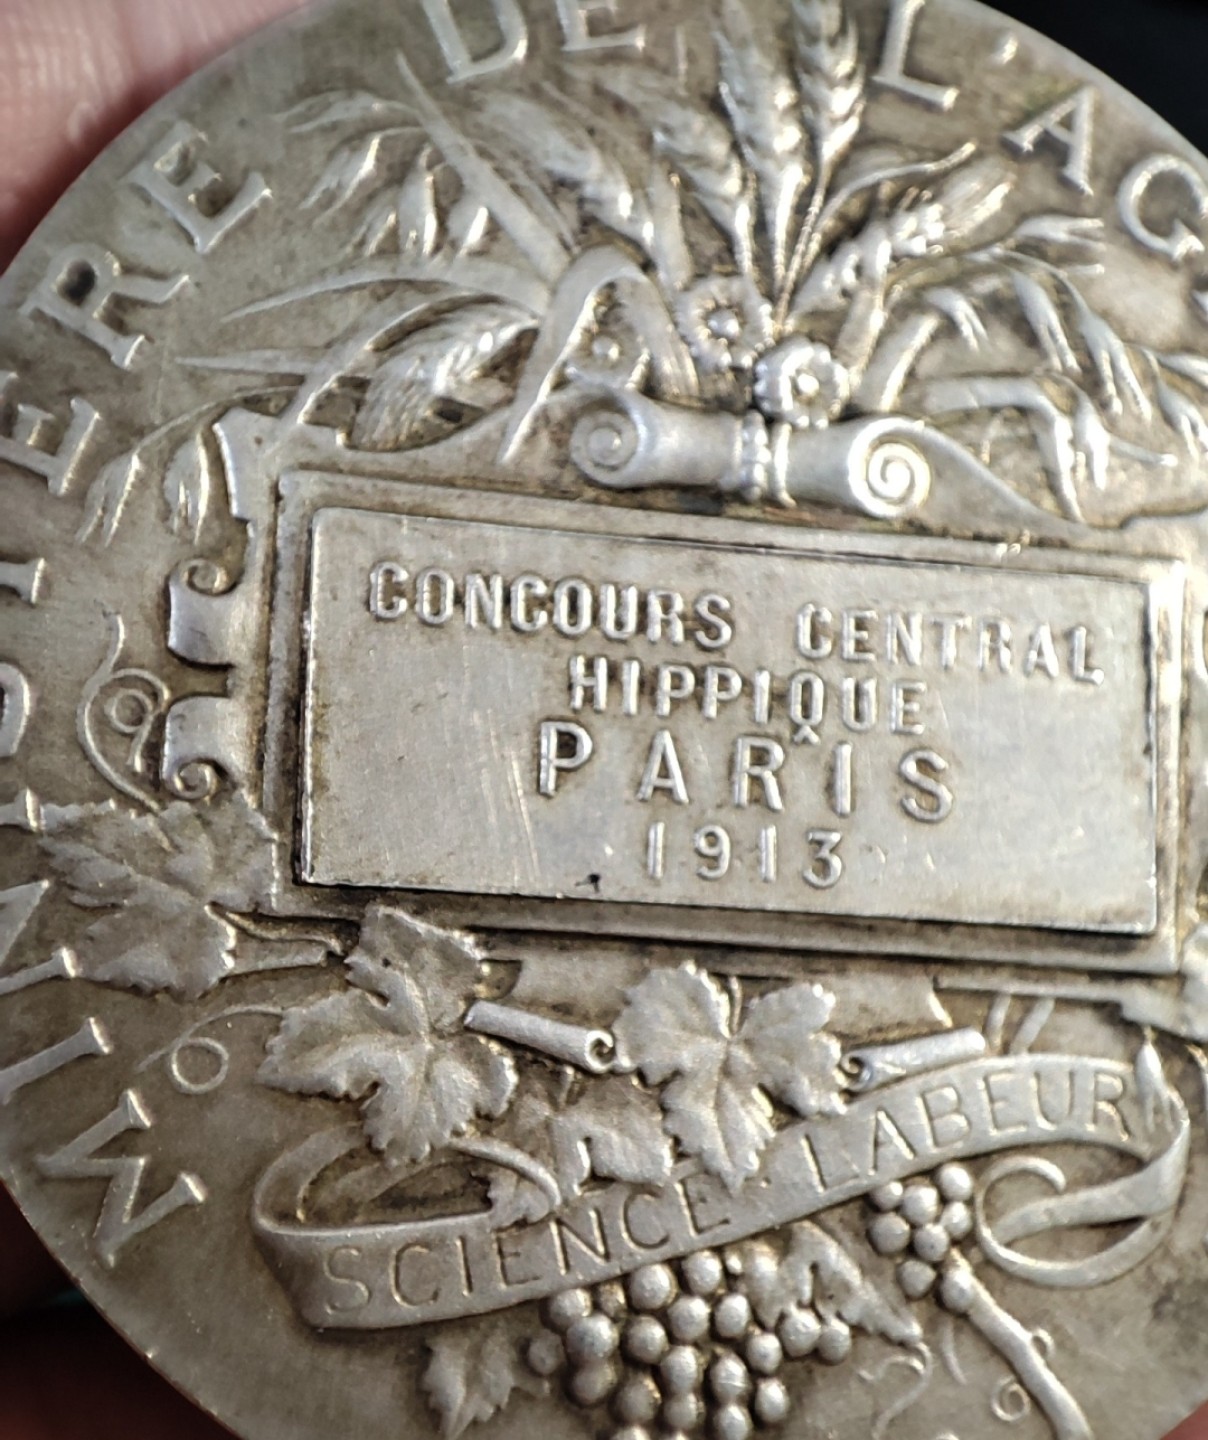 MINISTERE DE L'AG
CONCOURS CENTRAL
HIPPIQUE
PARIS
1913
SCIENCE·LABEUR